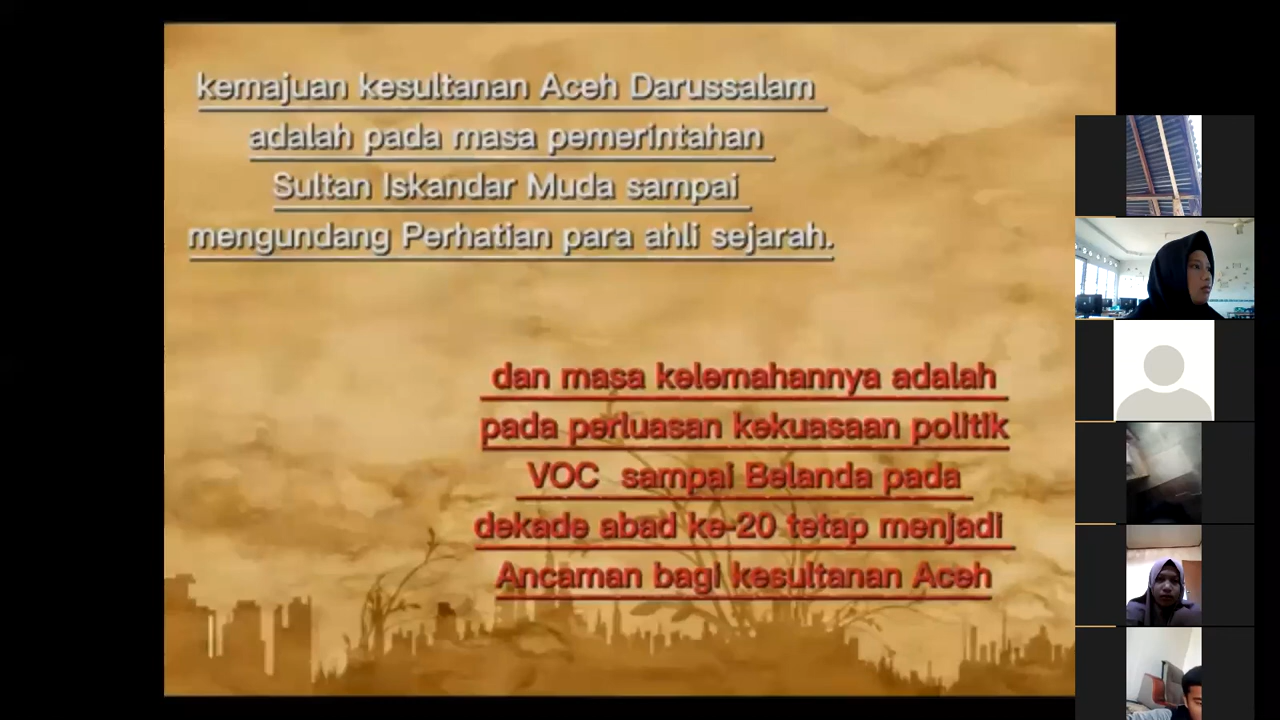 kemajuan kesultanan Aceh Darussalam
adalah pada masa pemerintahan
Sultan Iskandar Muda sampai
mengundang Perhatian para ahli sejarah.
dan masa kelemahannya adalah
pada perluasan kekuasaan politik
VOC sampai Belanda pada
dekade abad ke-20 tetap menjadi
Ancaman bagi kesultanan Aceh